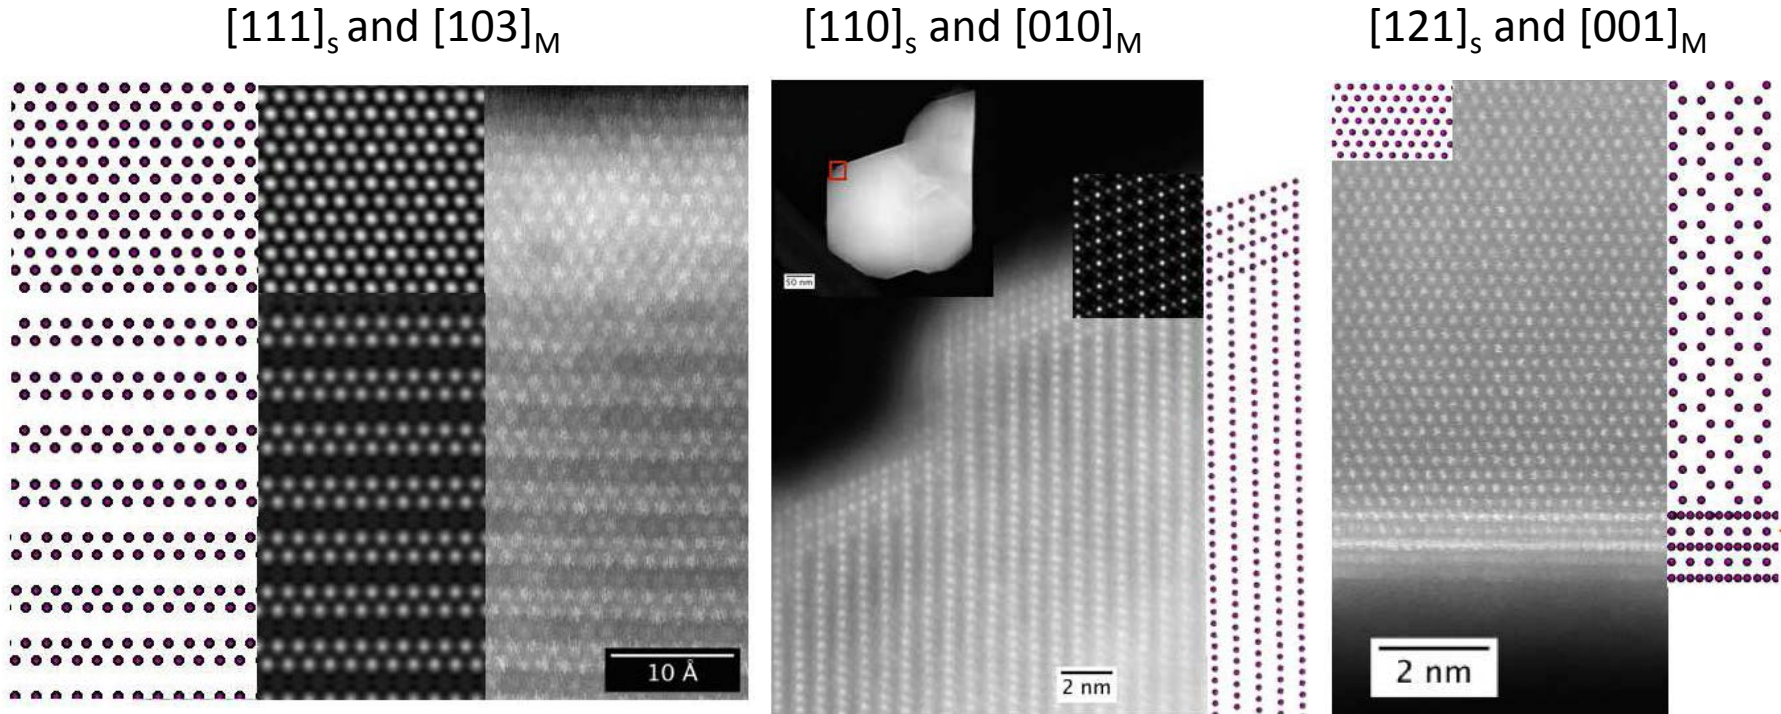 [111]s and [103]M
[110]s and [010]M
[121]s and [001]M
50 nm
10 Å
2 nm
2 nm